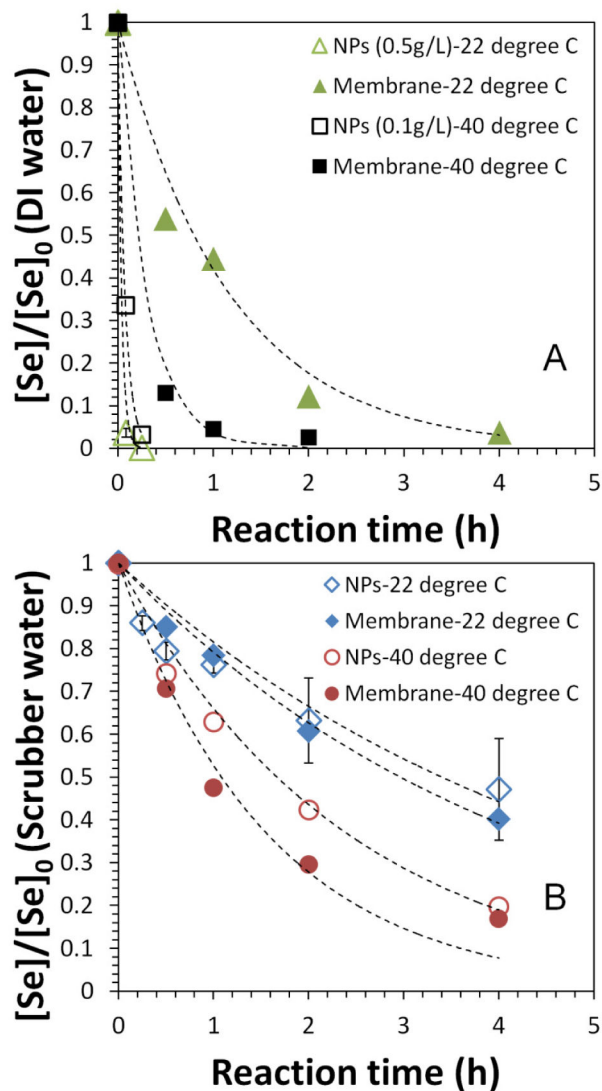 [Se]/[Se]0 (DI water)
1
0.9
0.8
0.7
0.6
0.5
0.4
0.3
0.2
0.1
0
NPs (0.5g/L)-22 degree C
Membrane-22 degree C
NPs (0.1g/L)-40 degree C
Membrane-40 degree C
A
0 1 2 3 4 5
Reaction time (h)
[Se]/[Se]0 (Scrubber water)
1
0.9
0.8
0.7
0.6
0.5
0.4
0.3
0.2
0.1
0
NPs-22 degree C
Membrane-22 degree C
NPs-40 degree C
Membrane-40 degree C
B
0 1 2 3 4 5
Reaction time (h)